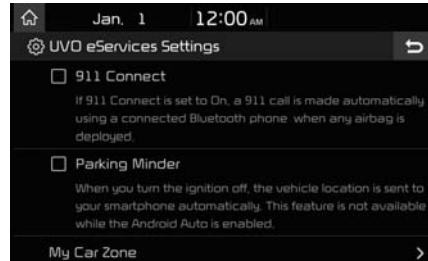 Jan. 1 12:00 AM
UVO eServices Settings
911 Connect
If 911 Connect is set to On, a 911 call is made automatically
using a connected Bluetooth phone when any airbag is
deployed.
Parking Minder
When you turn the ignition off, the vehicle location is sent to
your smartphone automatically. This feature is not available
while the Android Auto is enabled.
My Car Zone